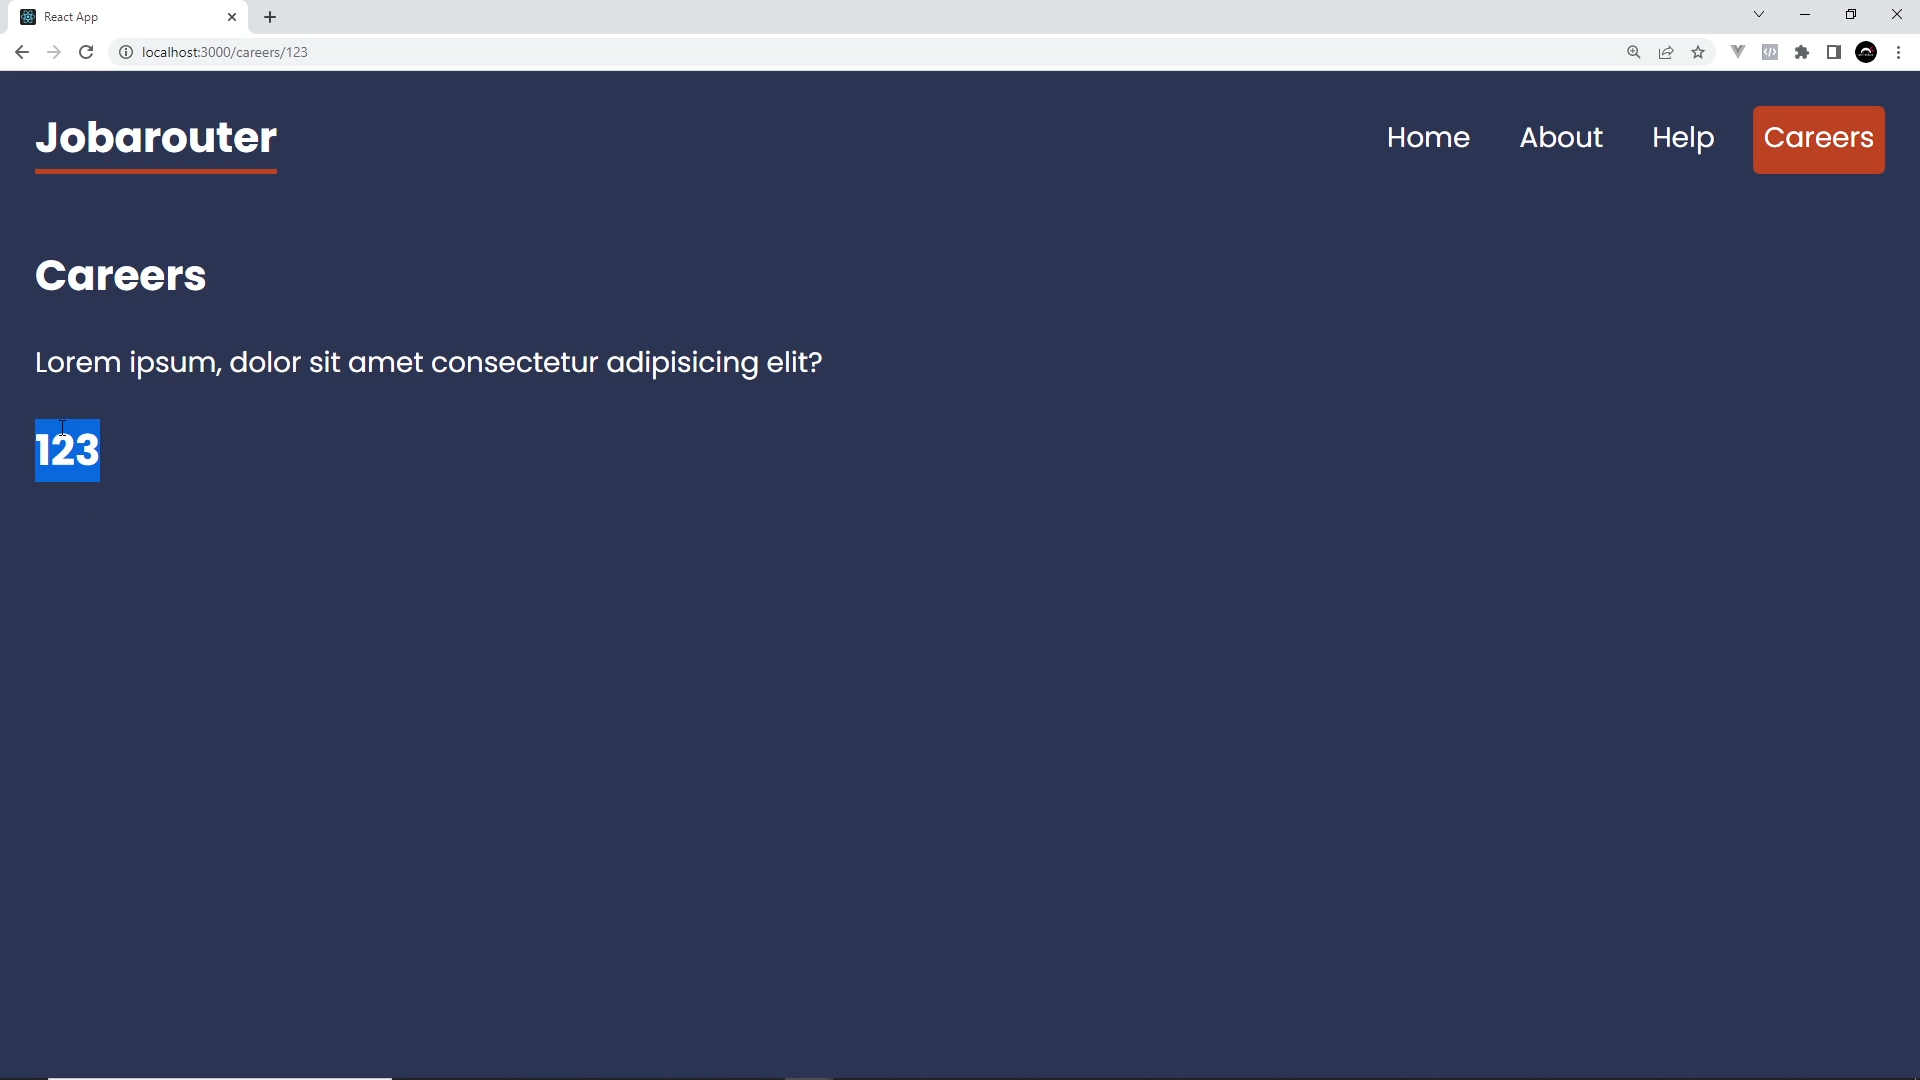 React App
localhost:3000/careers/123
Jobarouter
Home About Help Careers
Careers
Lorem ipsum, dolor sit amet consectetur adipisicing elit?
123